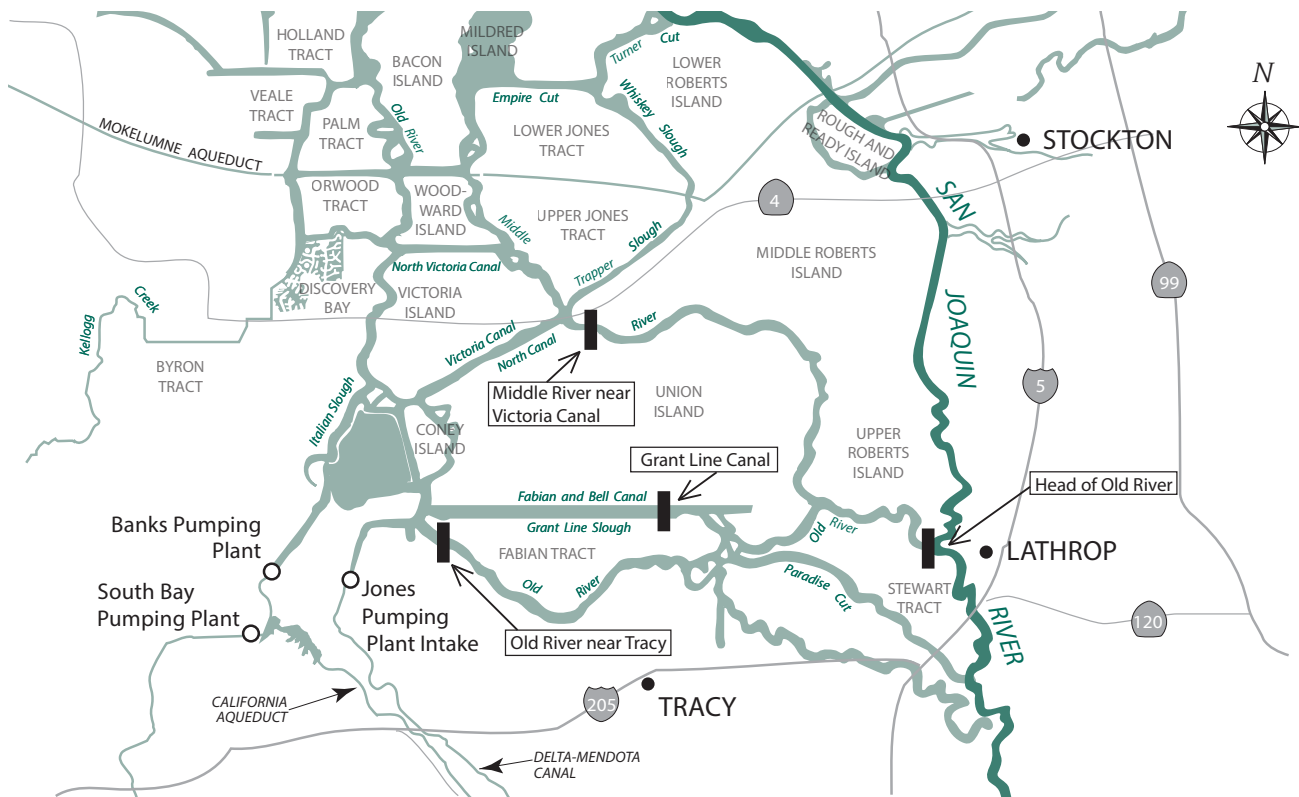 HOLLAND
TRACT
MILDRED
ISLAND
Turner Cut
BACON
ISLAND
LOWER
ROBERTS
ISLAND
N
VEALE
TRACT
Old River
Empire Cut
Whiskey Slough
PALM
TRACT
LOWER JONES
TRACT
ROUGH AND
READY ISLAND
STOCKTON
MOKELUMNE AQUEDUCT
ORWOOD
TRACT
WOOD-
WARD
ISLAND
UPPER JONES
TRACT
Middle
Trapper Slough
4
SAN
MIDDLE ROBERTS
ISLAND
North Victoria Canal
DISCOVERY
BAY
VICTORIA
ISLAND
99
JOAQUIN
Kellogg Creek
Victoria Canal
North Canal
River
BYRON
TRACT
Middle River near
Victoria Canal
UNION
ISLAND
5
Italian Slough
CONEY
ISLAND
UPPER
ROBERTS
ISLAND
Grant Line Canal
Head of Old River
Fabian and Bell Canal
Grant Line Slough
Old River
Banks Pumping
Plant
FABIAN TRACT
LATHROP
Old River
Paradise Cut
STEWART
TRACT
South Bay
Pumping Plant
Jones
Pumping
Plant Intake
Old River near Tracy
120
RIVER
CALIFORNIA
AQUEDUCT
205
TRACY
DELTA-MENDOTA
CANAL